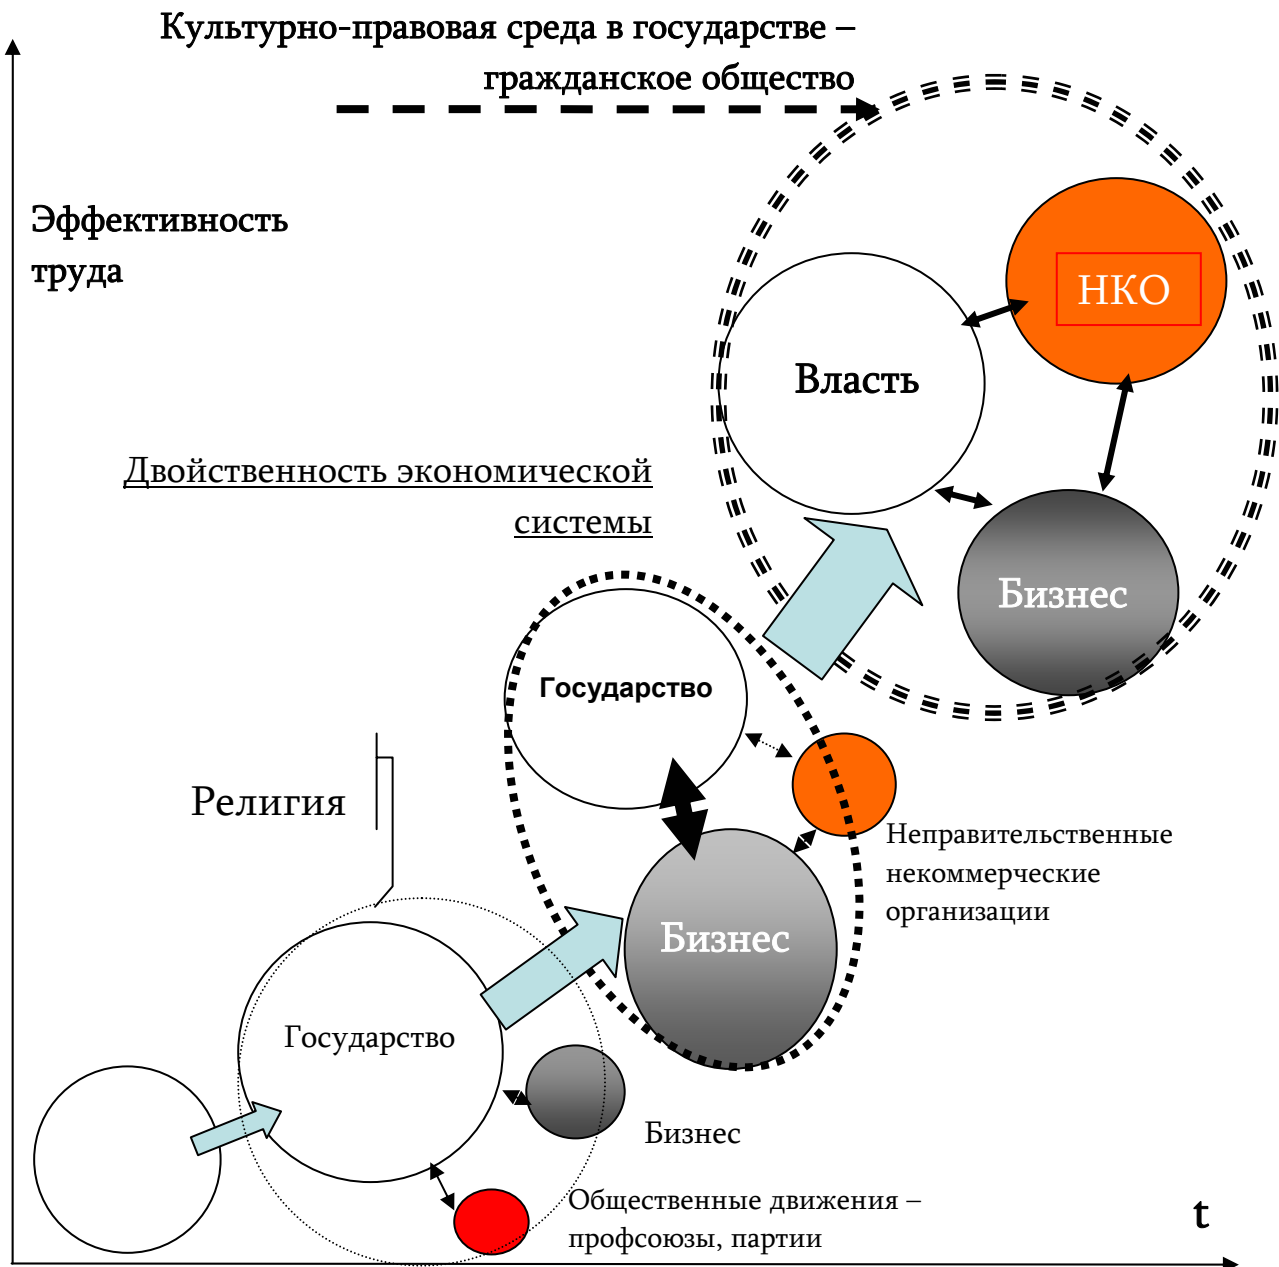 Культурно-правовая среда в государстве –
гражданское общество
Эффективность
труда
НКО
Власть
Двойственность экономической
системы
Бизнес
Государство
Религия
Неправительственные
некоммерческие
организации
Бизнес
Государство
Бизнес
Общественные движения –
профсоюзы, партии
t